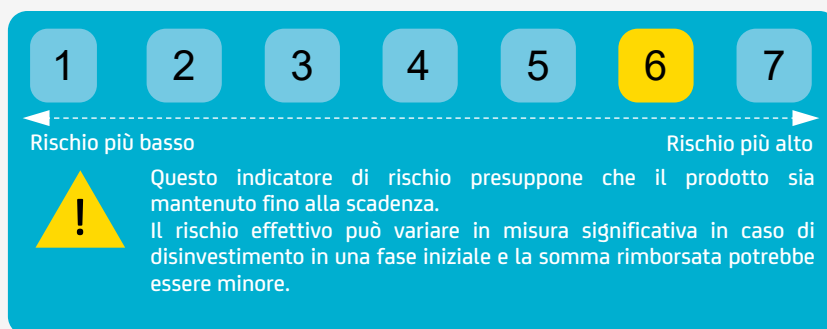 1 2 3 4 5 6 7
Rischio più basso Rischio più alto
Questo indicatore di rischio presuppone che il prodotto sia
mantenuto fino alla scadenza.
Il rischio effettivo può variare in misura significativa in caso di
disinvestimento in una fase iniziale e la somma rimborsata potrebbe
essere minore.
!